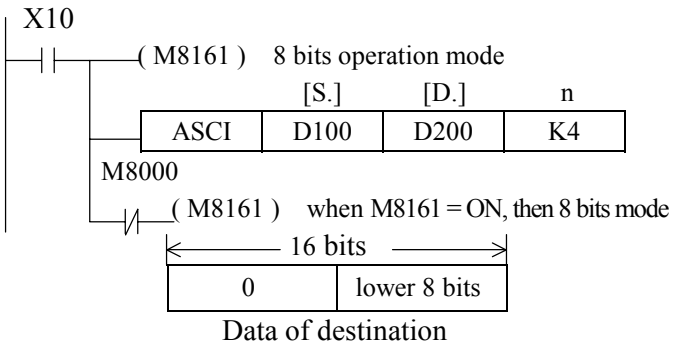 X10
( M8161 ) 8 bits operation mode
[S.] [D.] n
ASCI D100 D200 K4
M8000
( M8161 ) when M8161 = ON, then 8 bits mode
16 bits
0 lower 8 bits
Data of destination